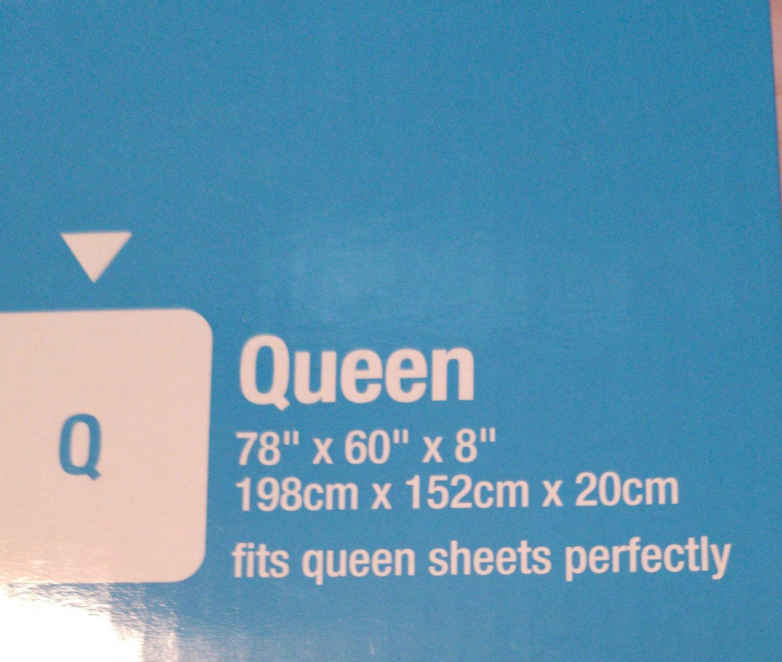 Q
Queen
78" x 60" x 8"
198cm x 152cm x 20cm
fits queen sheets perfectly